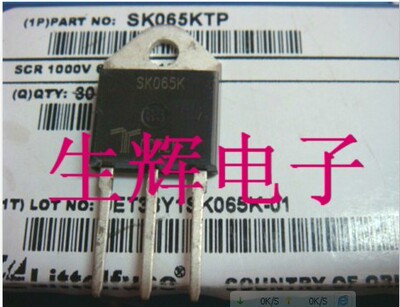 (1P)PART NO: SK065KTP
SCR 1000V
(Q)QTY: 30
SK065K
生辉电子
1T) LOT NO:
SK065K-01
Littelfuse
COUNTRY OF
0K/S 0K/S